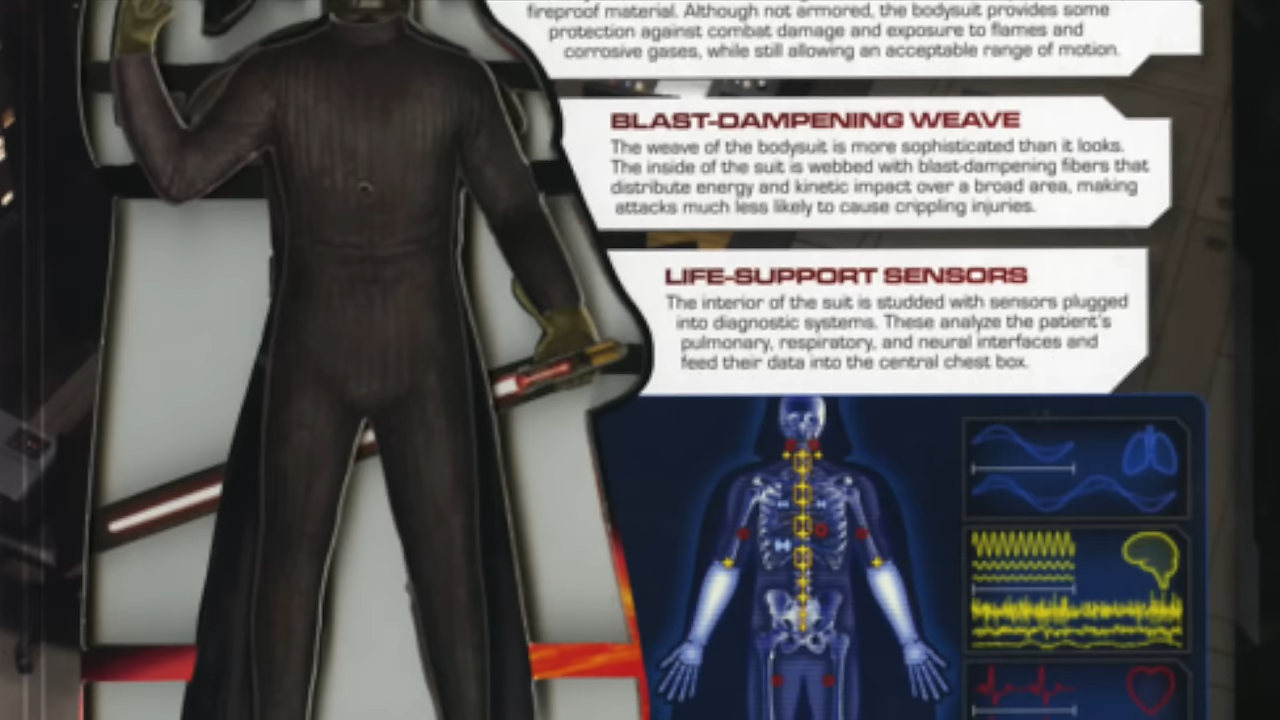 fireproof material. Although not armored, the bodysuit provides some
protection against combat damage and exposure to flames and
corrosive gases, while still allowing an acceptable range of motion.
BLAST-DAMPENING WEAVE
The weave of the bodysuit is more sophisticated than it looks.
The inside of the suit is webbed with blast-dampening fibers that
distribute energy and kinetic impact over a broad area, making
attacks much less likely to cause crippling injuries.
LIFE-SUPPORT SENSORS
The interior of the suit is studded with sensors plugged
into diagnostic systems. These analyze the patient's
pulmonary, respiratory, and neural interfaces and
feed their data into the central chest box.